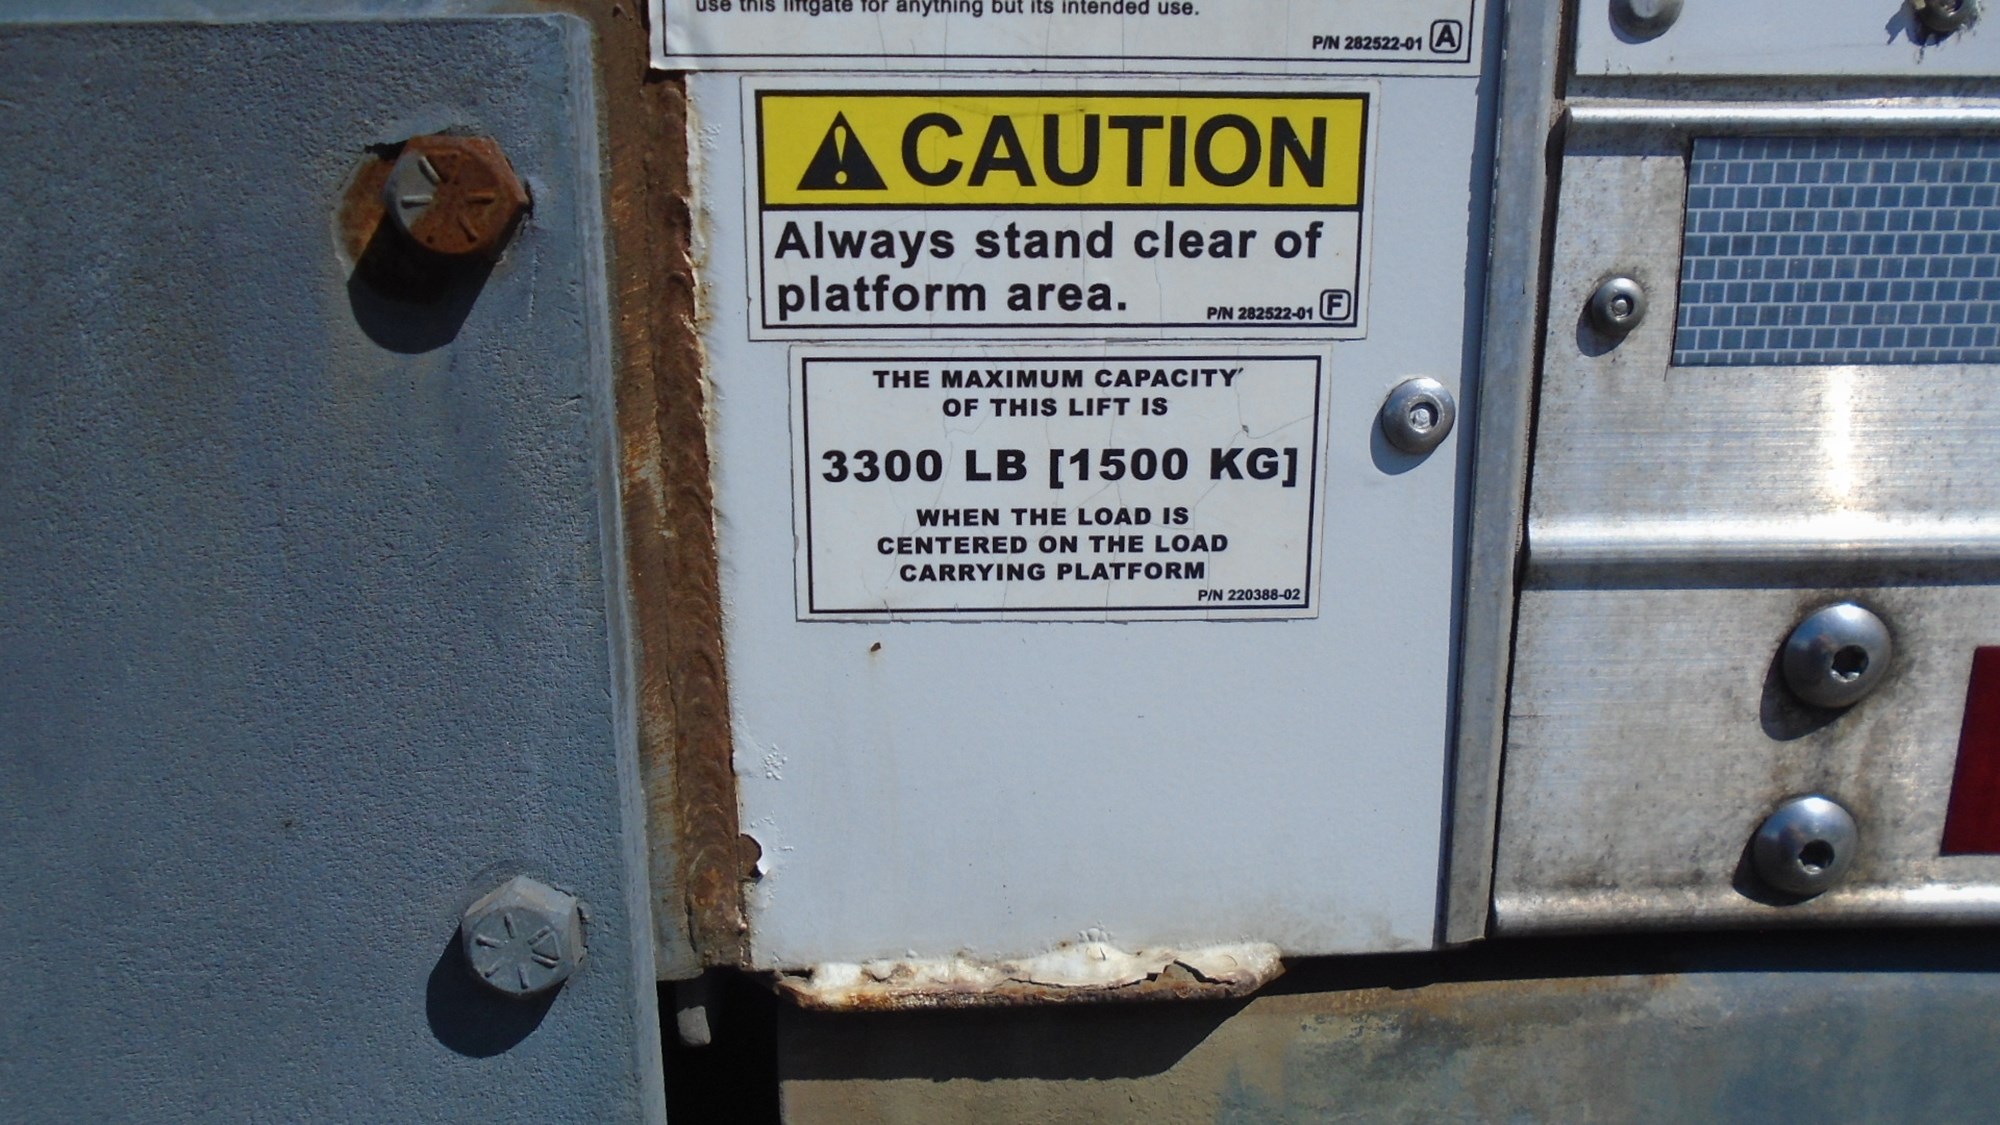 use this liftgate for anything but its intended use.
P/N 282522-01 A
CAUTION
Always stand clear of
platform area.
P/N 282522-01 F
THE MAXIMUM CAPACITY
OF THIS LIFT IS
3300 LB [1500 KG]
WHEN THE LOAD IS
CENTERED ON THE LOAD
CARRYING PLATFORM
P/N 220388-02